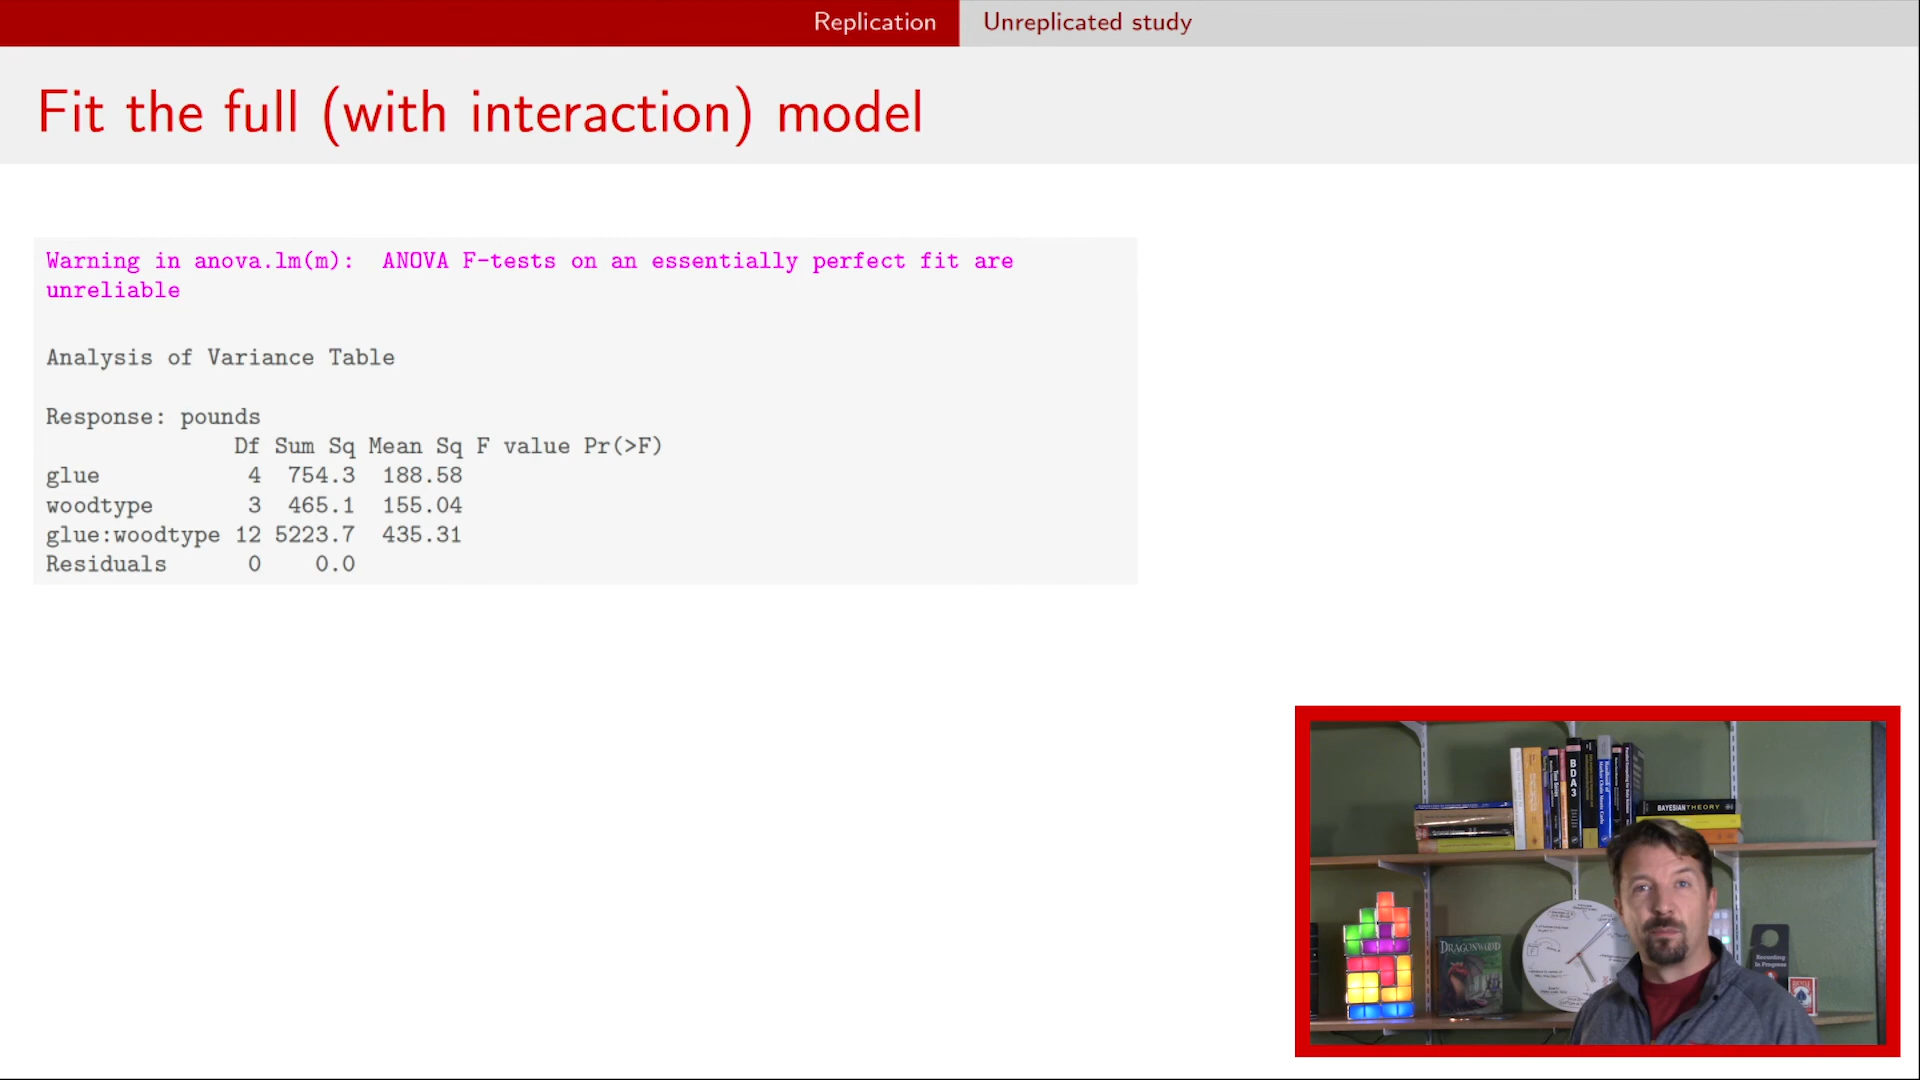 Replication
Unreplicated study
Fit the full (with interaction) model
Warning in anova.lm(m):  ANOVA F-tests on an essentially perfect fit are
unreliable
Analysis of Variance Table
Response: pounds
Df Sum Sq Mean Sq F value Pr(>F)
glue 4 754.3 188.58
woodtype 3 465.1 155.04
glue:woodtype 12 5223.7 435.31
Residuals 0 0.0
BDA3
BAYESIAN THEORY
DRAGONWOOD
Recording
In Progress